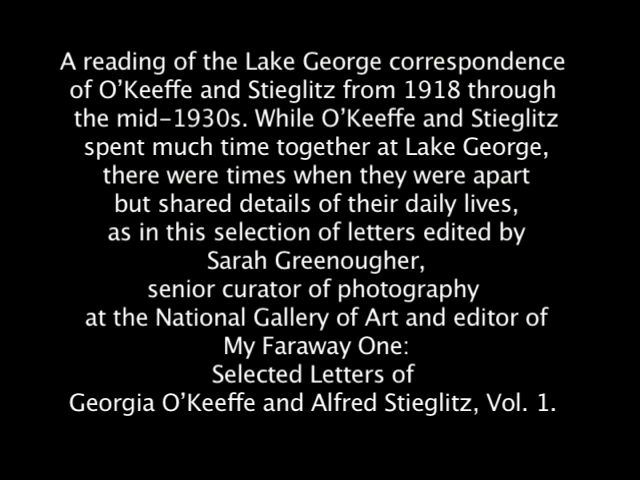 A reading of the Lake George correspondence
of O’Keeffe and Stieglitz from 1918 through
the mid-1930s. While O’Keeffe and Stieglitz
spent much time together at Lake George,
there were times when they were apart
but shared details of their daily lives,
as in this selection of letters edited by
Sarah Greenougher,
senior curator of photography
at the National Gallery of Art and editor of
My Faraway One:
Selected Letters of
Georgia O’Keeffe and Alfred Stieglitz, Vol. 1.